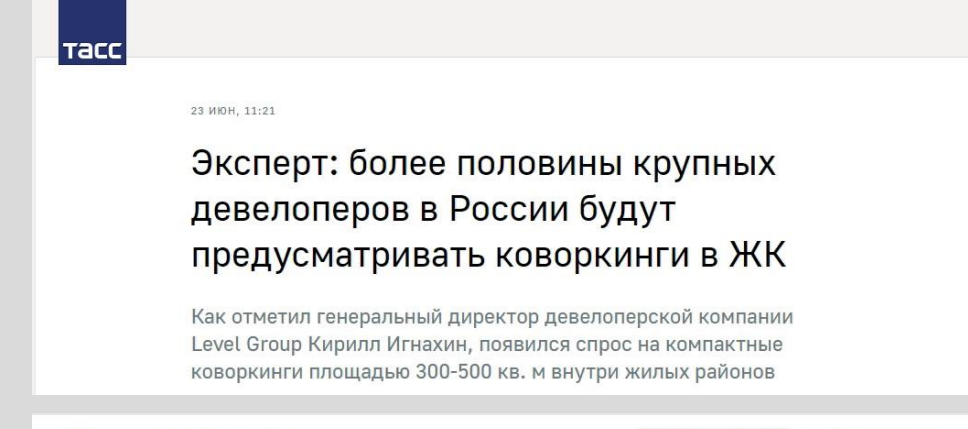 тасс
23 ИЮН, 11:21
Эксперт: более половины крупных
девелоперов в России будут
предусматривать коворкинги в ЖК
Как отметил генеральный директор девелоперской компании
Level Group Кирилл Игнахин, появился спрос на компактные
коворкинги площадью 300-500 кв. м внутри жилых районов